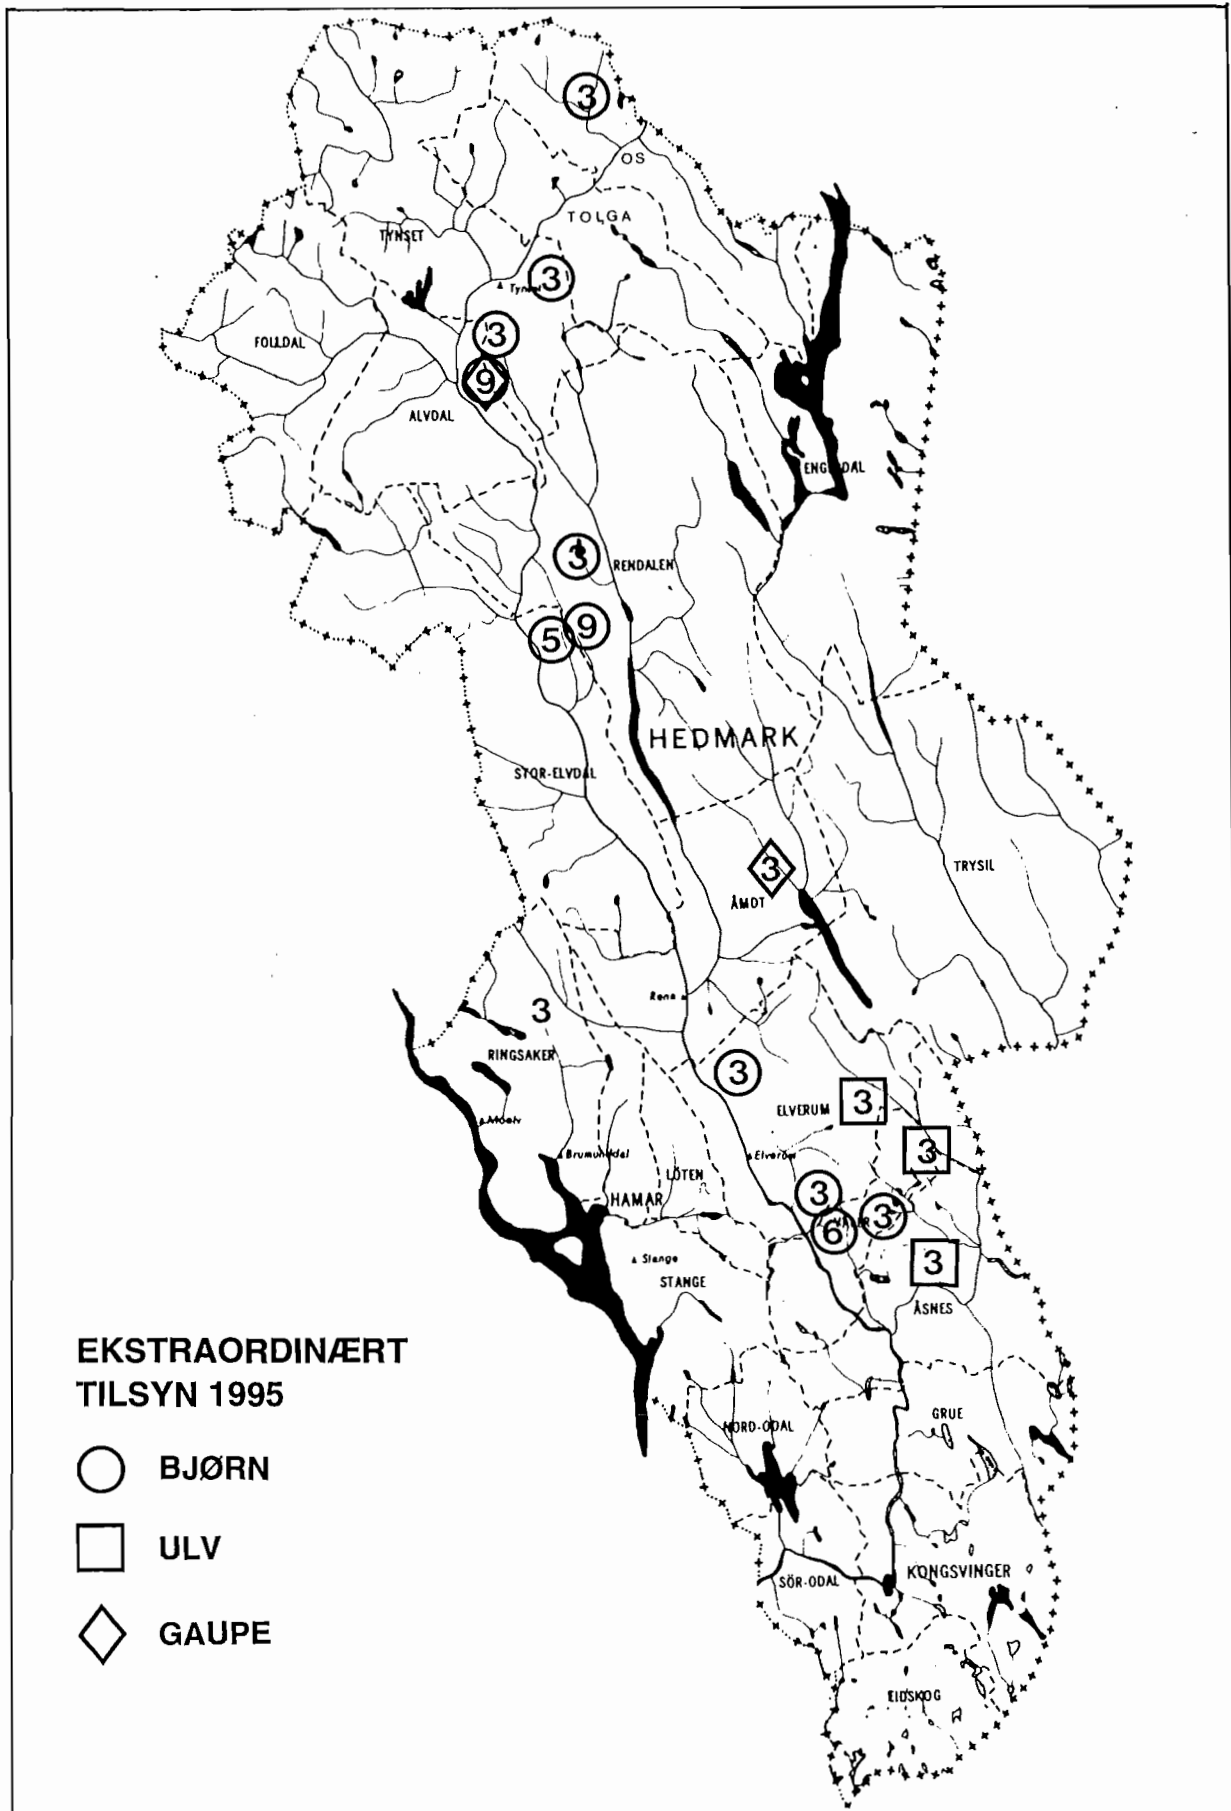 3
OS
TOLGA
TYNSET
3
3
FOLLDAL
9
ALVDAL
ENGERDAL
3
RENDALEN
5
9
HEDMARK
STOR-ELVDAL
3
TRYSIL
ÅMOT
Rena
3
RINGSAKER
3
ELVERUM
3
Moelv
3
Brumunddal
Elverum
LÖTEN
HAMAR
3
6
3
Stange
STANGE
3
ÅSNES
EKSTRAORDINÆRT
TILSYN 1995
BJØRN
ULV
GAUPE
NORD-ODAL
GRUE
SÖR-ODAL
KONGSVINGER
EIDSKOG